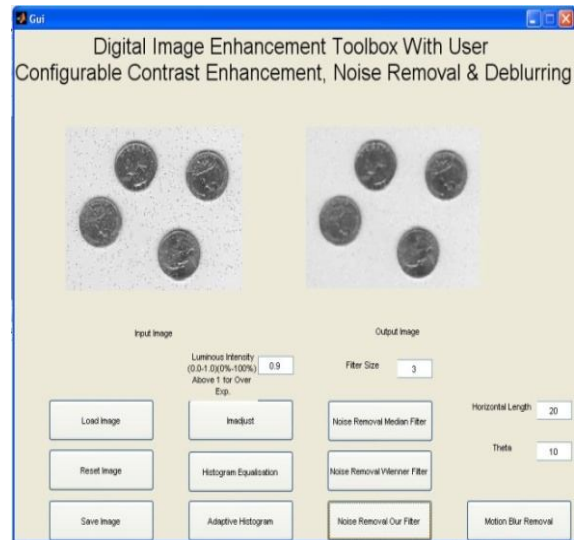 Gui
Digital Image Enhancement Toolbox With User
Configurable Contrast Enhancement, Noise Removal & Deblurring
Input Image
Output Image
Luminous Intensity
(0.0-1.0)(0%-100%)
Above 1 for Over
Exp.
0.9
Filter Size
3
Load Image
Imadjust
Noise Removal Median Filter
Horizontal Length
20
Theta
10
Reset Image
Histogram Equalisation
Noise Removal Wienner Filter
Save Image
Adaptive Histogram
Noise Removal Our Filter
Motion Blur Removal